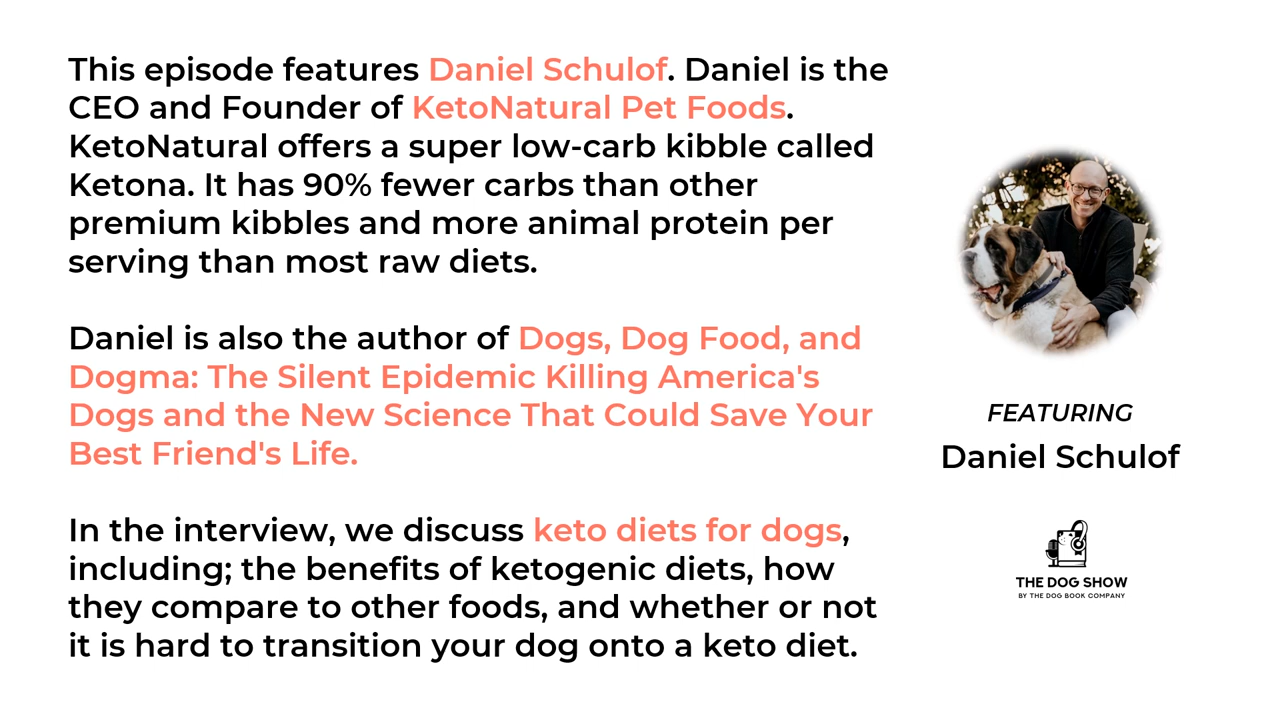 This episode features Daniel Schulof. Daniel is the
CEO and Founder of KetoNatural Pet Foods.
KetoNatural offers a super low-carb kibble called
Ketona. It has 90% fewer carbs than other
premium kibbles and more animal protein per
serving than most raw diets.
Daniel is also the author of Dogs, Dog Food, and
Dogma: The Silent Epidemic Killing America's
Dogs and the New Science That Could Save Your
Best Friend's Life.
In the interview, we discuss keto diets for dogs,
including; the benefits of ketogenic diets, how
they compare to other foods, and whether or not
it is hard to transition your dog onto a keto diet.
FEATURING
Daniel Schulof
THE DOG SHOW
BY THE DOG BOOK COMPANY